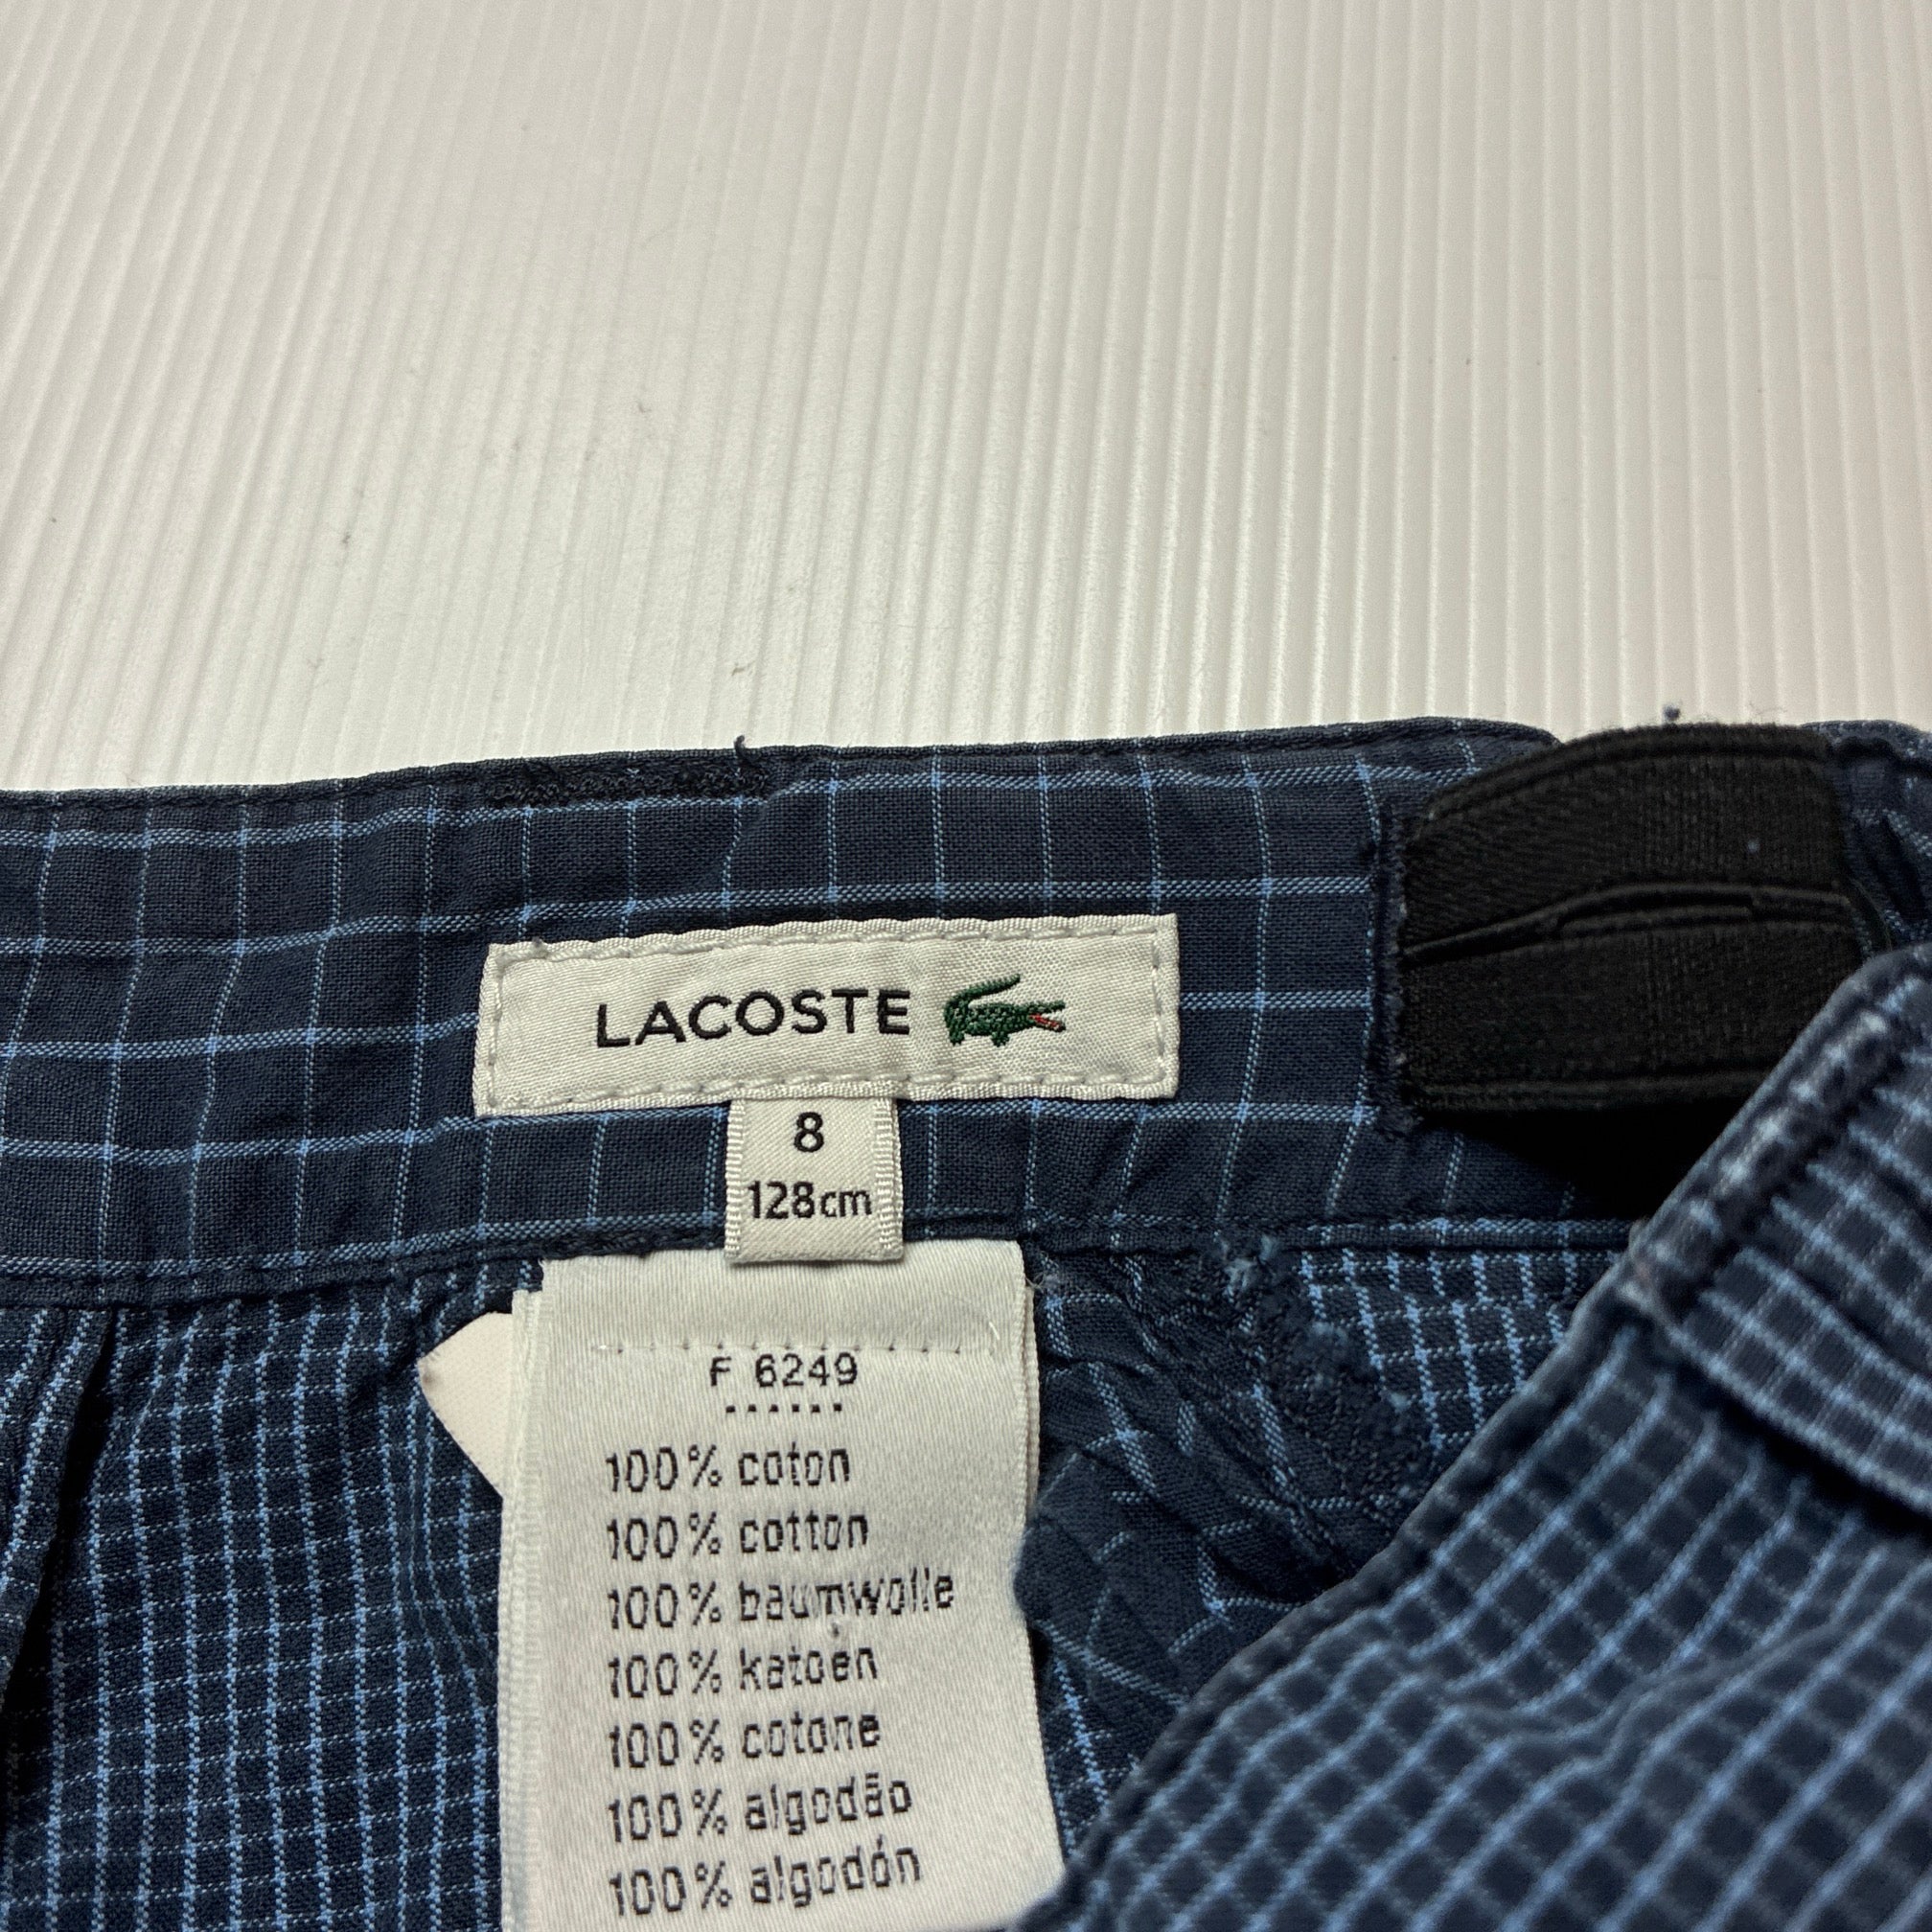 LACOSTE
8
128cm
F 6249
100% coton
100% cotton
100% baumwolle
100% katoen
100% cotone
100% algodão
100% algodón